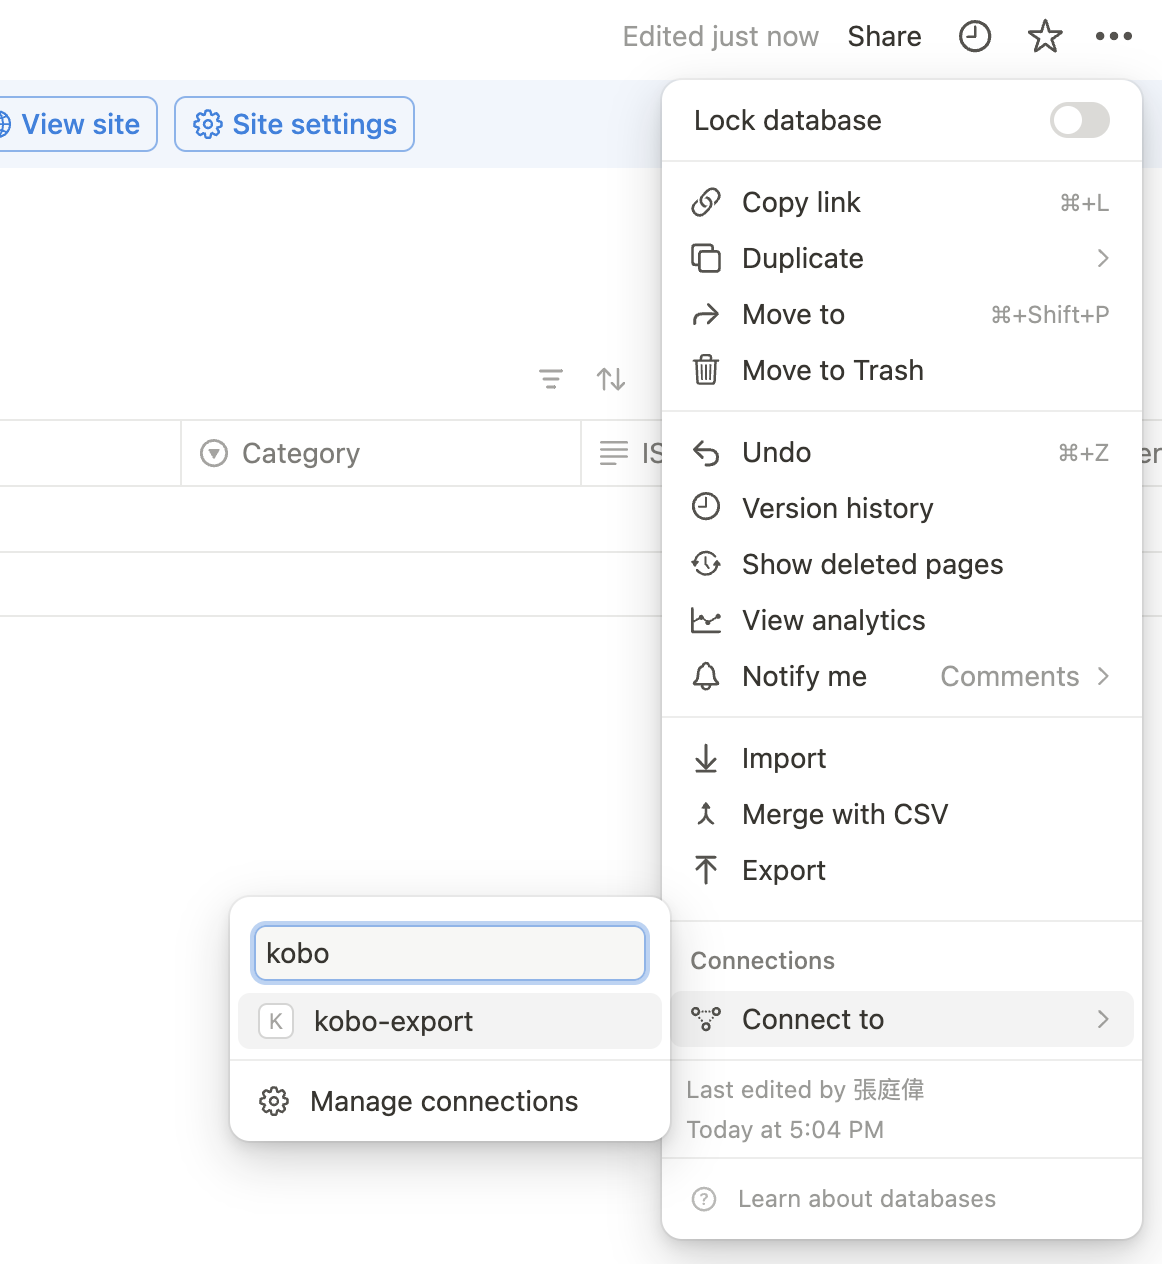 Edited just now Share
View site Site settings
Lock database
Copy link ⌘+L
Duplicate
Move to ⌘+Shift+P
Move to Trash
Category IS er
Undo ⌘+Z
Version history
Show deleted pages
View analytics
Notify me Comments
Import
Merge with CSV
Export
Connections
Connect to
kobo
K kobo-export
Manage connections
Last edited by 張庭偉
Today at 5:04 PM
Learn about databases